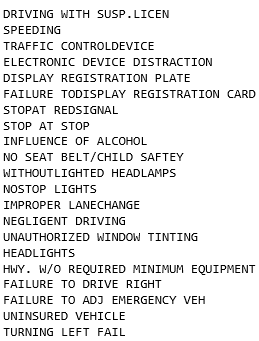 DRIVING WITH SUSP.LICEN
SPEEDING
TRAFFIC CONTROLDEVICE
ELECTRONIC DEVICE DISTRACTION
DISPLAY REGISTRATION PLATE
FAILURE TODISPLAY REGISTRATION CARD
STOPAT REDSIGNAL
STOP AT STOP
INFLUENCE OF ALCOHOL
NO SEAT BELT/CHILD SAFTEY
WITHOUTLIGHTED HEADLAMPS
NOSTOP LIGHTS
IMPROPER LANECHANGE
NEGLIGENT DRIVING
UNAUTHORIZED WINDOW TINTING
HEADLIGHTS
HWY. W/O REQUIRED MINIMUM EQUIPMENT
FAILURE TO DRIVE RIGHT
FAILURE TO ADJ EMERGENCY VEH
UNINSURED VEHICLE
TURNING LEFT FAIL